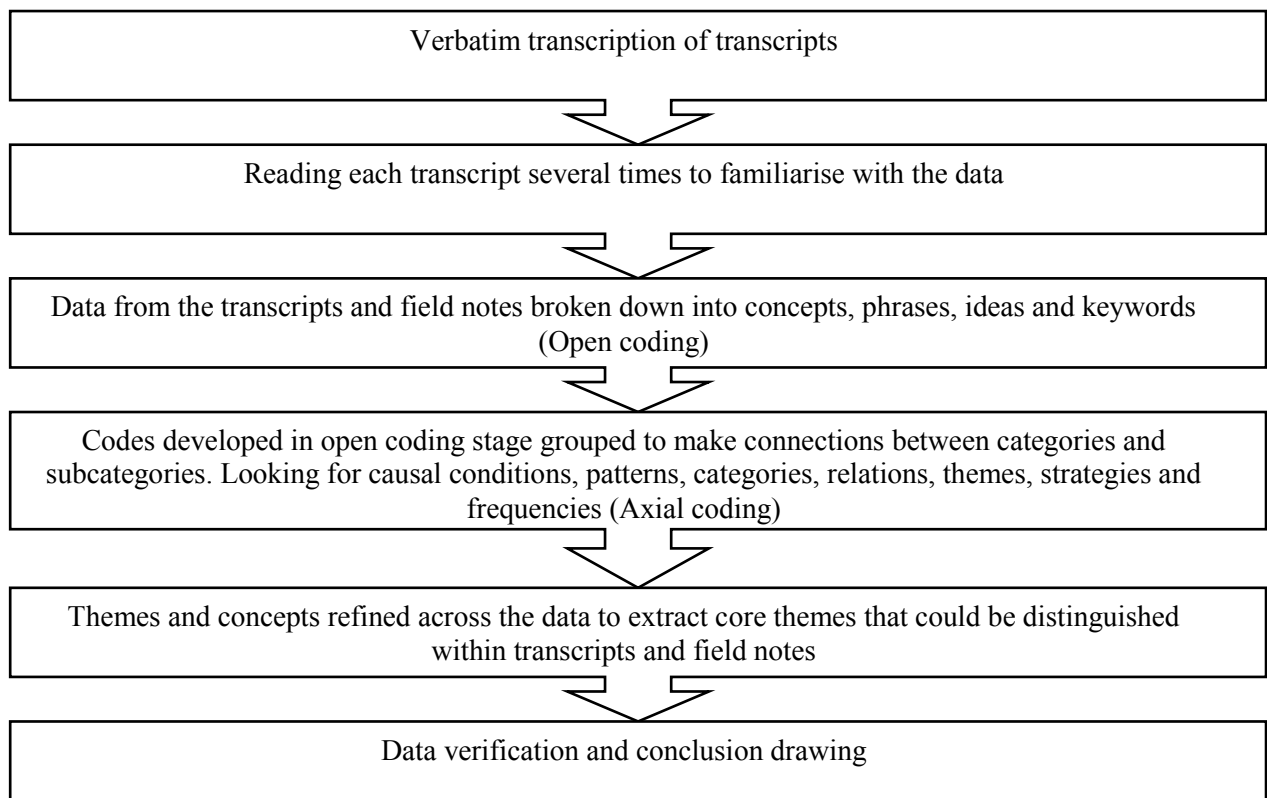 Verbatim transcription of transcripts
Reading each transcript several times to familiarise with the data
Data from the transcripts and field notes broken down into concepts, phrases, ideas and keywords
(Open coding)
Codes developed in open coding stage grouped to make connections between categories and
subcategories. Looking for causal conditions, patterns, categories, relations, themes, strategies and
frequencies (Axial coding)
Themes and concepts refined across the data to extract core themes that could be distinguished
within transcripts and field notes
Data verification and conclusion drawing